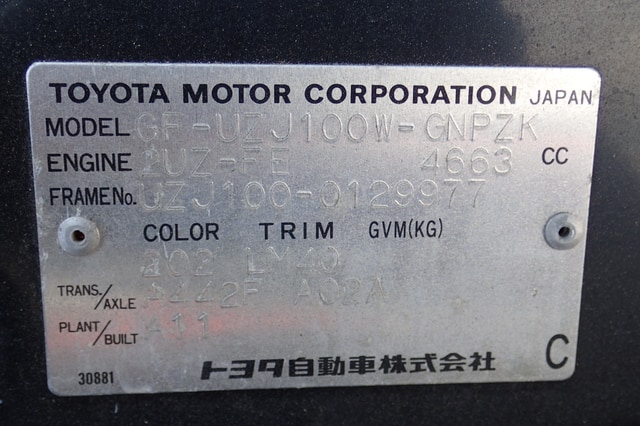 TOYOTA MOTOR CORPORATION JAPAN
MODEL GF-UZJ100W-GNPZK
ENGINE 2UZ-FE 4663 CC
FRAME No. UZJ100-0129977
COLOR TRIM GVM(KG)
202 LY40
TRANS./AXLE A442F A02A
PLANT/BUILT A11
トヨタ自動車株式会社 C
30881